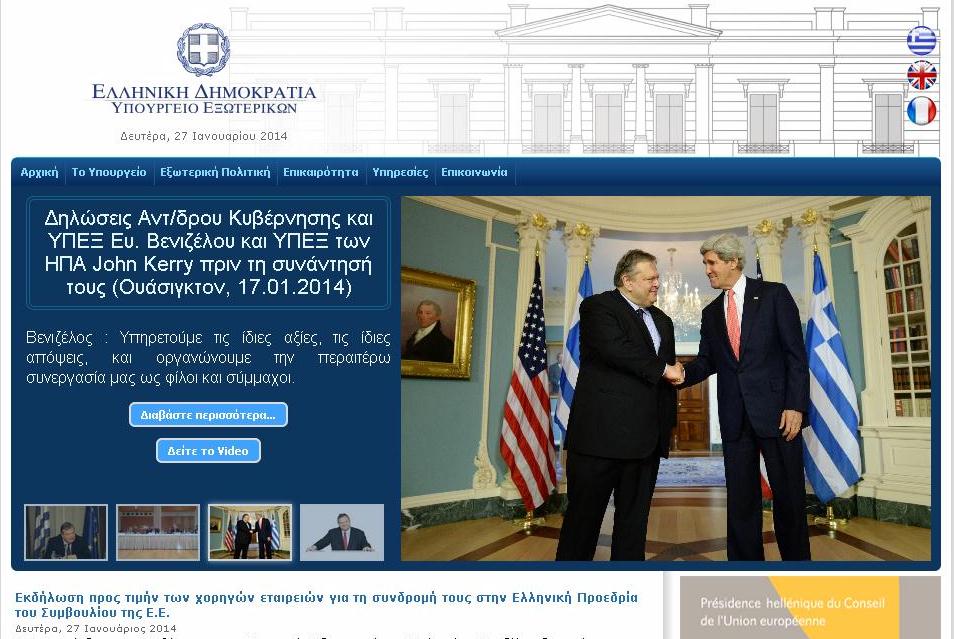 ΕΛΛΗΝΙΚΗ ΔΗΜΟΚΡΑΤΙΑ
ΥΠΟΥΡΓΕΙΟ ΕΞΩΤΕΡΙΚΩΝ
Δευτέρα, 27 Ιανουαρίου 2014
Αρχική Το Υπουργείο Εξωτερική Πολιτική Επικαιρότητα Υπηρεσίες Επικοινωνία
Δηλώσεις Αντ/δρου Κυβέρνησης και
ΥΠΕΞ Ευ. Βενιζέλου και ΥΠΕΞ των
ΗΠΑ John Kerry πριν τη συνάντησή
τους (Ουάσιγκτον, 17.01.2014)
Βενιζέλος : Υπηρετούμε τις ίδιες αξίες, τις ίδιες
απόψεις, και οργανώνουμε την περαιτέρω
συνεργασία μας ως φίλοι και σύμμαχοι.
Διαβάστε περισσότερα...
Δείτε το Video
Εκδήλωση προς τιμήν των χορηγών εταιρειών για τη συνδρομή τους στην Ελληνική Προεδρία
του Συμβουλίου της Ε.Ε.
Δευτέρα, 27 Ιανουάριος 2014
Présidence hellénique du Conseil
de l'Union européenne